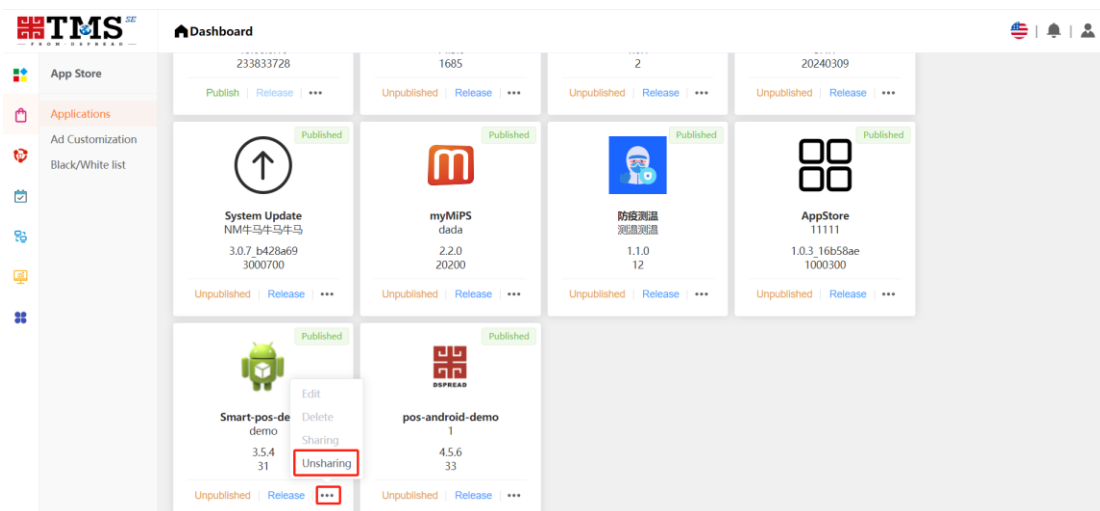 TMS SE
FROM·DSPREAD
Dashboard
App Store
Applications
Ad Customization
Black/White list
233833728
Publish Release •••
1685
Unpublished Release •••
2
Unpublished Release •••
20240309
Unpublished Release •••
Published
System Update
NM牛马牛马牛马
3.0.7_b428a69
3000700
Unpublished Release •••
Published
myMiPS
dada
2.2.0
20200
Unpublished Release •••
Published
防疫测温
测温测温
1.1.0
12
Unpublished Release •••
Published
AppStore
11111
1.0.3_16b58ae
1000300
Unpublished Release •••
Published
Smart-pos-de
demo
3.5.4
31
Unpublished Release •••
Edit
Delete
Sharing
Unsharing
Published
DSPREAD
pos-android-demo
1
4.5.6
33
Unpublished Release •••